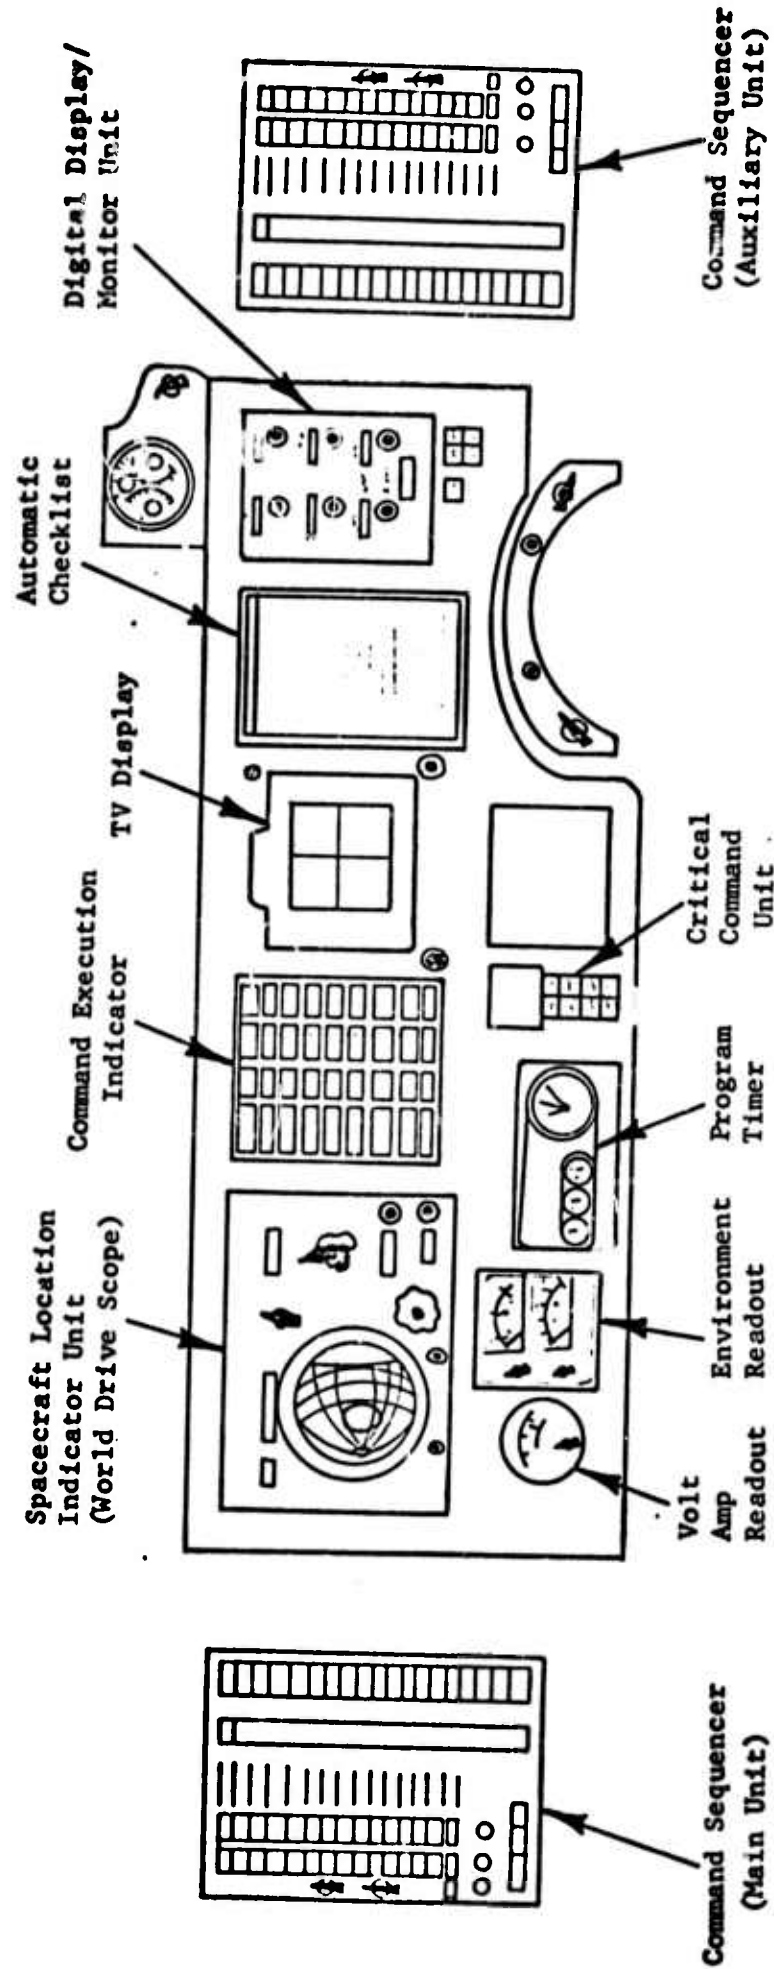 Spacecraft Location
Indicator Unit
(World Drive Scope)
Command Execution
Indicator
TV Display
Automatic
Checklist
Digital Display/
Monitor Unit
Command Sequencer
(Main Unit)
Volt
Amp
Readout
Environment
Readout
Program
Timer
Critical
Command
Unit
Command Sequencer
(Auxiliary Unit)